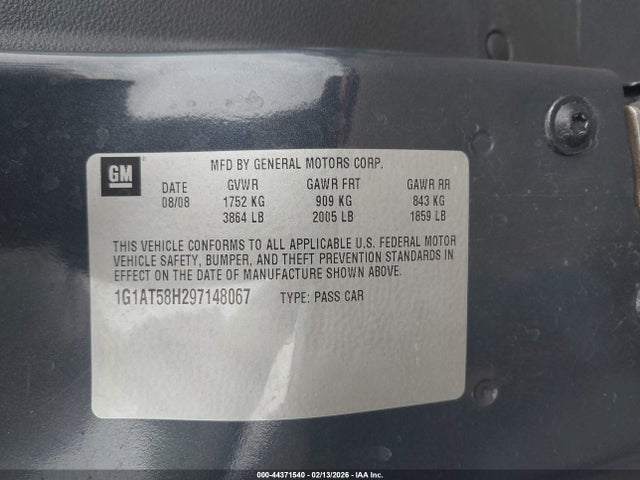 GM
MFD BY GENERAL MOTORS CORP.
DATE GVWR GAWR FRT GAWR RR
08/08 1752 KG 909 KG 843 KG
3864 LB 2005 LB 1859 LB
THIS VEHICLE CONFORMS TO ALL APPLICABLE U.S. FEDERAL MOTOR
VEHICLE SAFETY, BUMPER, AND THEFT PREVENTION STANDARDS IN
EFFECT ON THE DATE OF MANUFACTURE SHOWN ABOVE.
1G1AT58H297148067 TYPE: PASS CAR
000-44371540 - 02/13/2026 - IAA Inc.